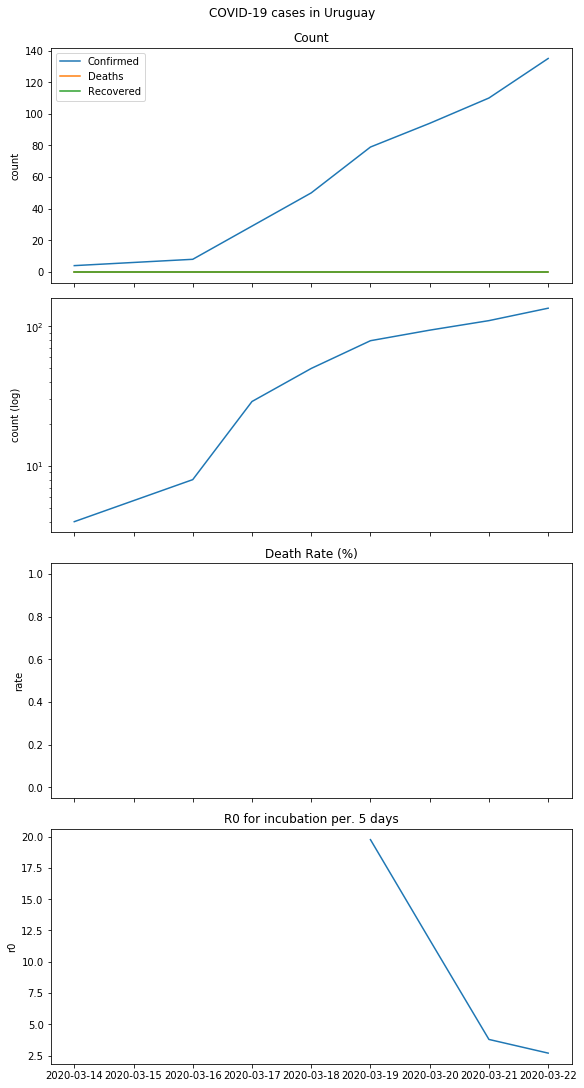 COVID-19 cases in Uruguay
Count
140
120
100
80
60
40
20
0
count
Confirmed
Deaths
Recovered
10²
10¹
count (log)
Death Rate (%)
1.0
0.8
0.6
0.4
0.2
0.0
rate
R0 for incubation per. 5 days
20.0
17.5
15.0
12.5
10.0
7.5
5.0
2.5
r0
2020-03-14 2020-03-15 2020-03-16 2020-03-17 2020-03-18 2020-03-19 2020-03-20 2020-03-21 2020-03-22